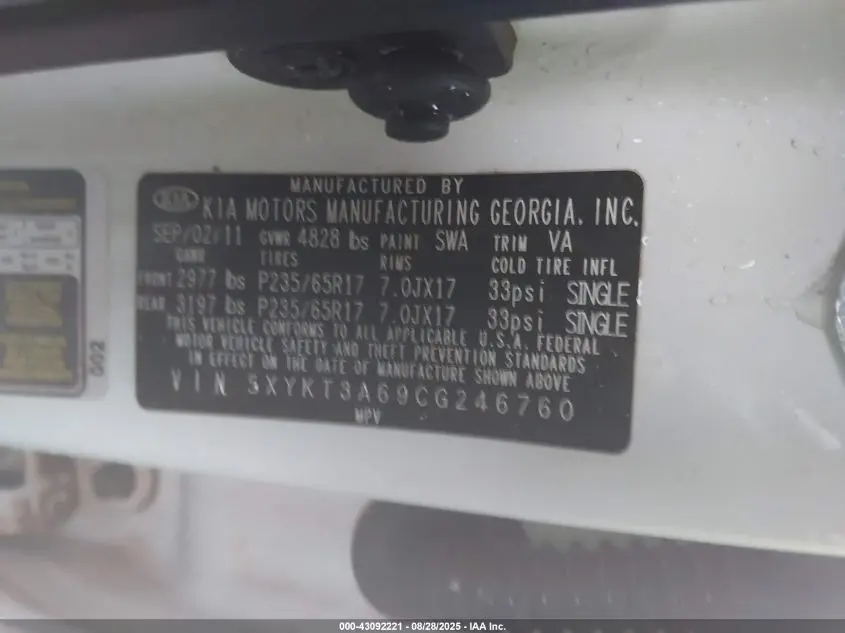 MANUFACTURED BY
KIA KIA MOTORS MANUFACTURING GEORGIA, INC.
SEP/02/11 GVWR 4828 lbs PAINT SWA TRIM VA
GAWR TIRES RIMS COLD TIRE INFL
FRONT 2977 lbs P235/65R17 7.0JX17 33psi SINGLE
REAR 3197 lbs P235/65R17 7.0JX17 33psi SINGLE
THIS VEHICLE CONFORMS TO ALL APPLICABLE U.S.A. FEDERAL
MOTOR VEHICLE SAFETY AND THEFT PREVENTION STANDARDS
IN EFFECT ON THE DATE OF MANUFACTURE SHOWN ABOVE
VIN 5XYKT3A69CG246760
MPV
002
000-43092221 - 08/28/2025 - IAA Inc.